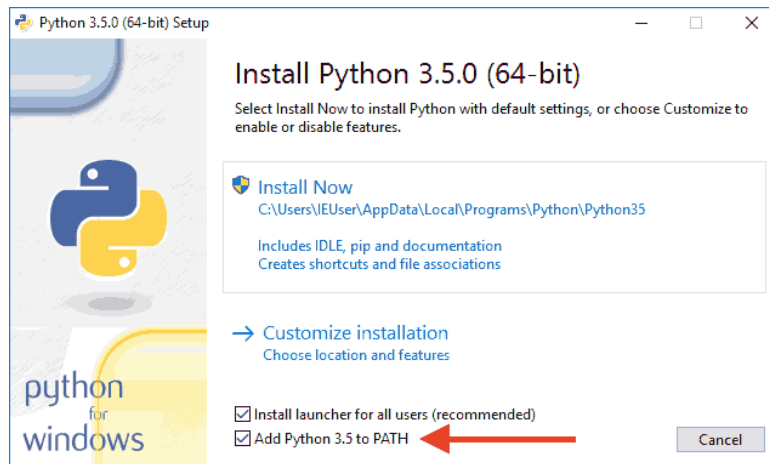 Python 3.5.0 (64-bit) Setup
Install Python 3.5.0 (64-bit)
Select Install Now to install Python with default settings, or choose Customize to
enable or disable features.
Install Now
C:\Users\IEUser\AppData\Local\Programs\Python\Python35
Includes IDLE, pip and documentation
Creates shortcuts and file associations
Customize installation
Choose location and features
python
for
windows
Install launcher for all users (recommended)
Add Python 3.5 to PATH
Cancel